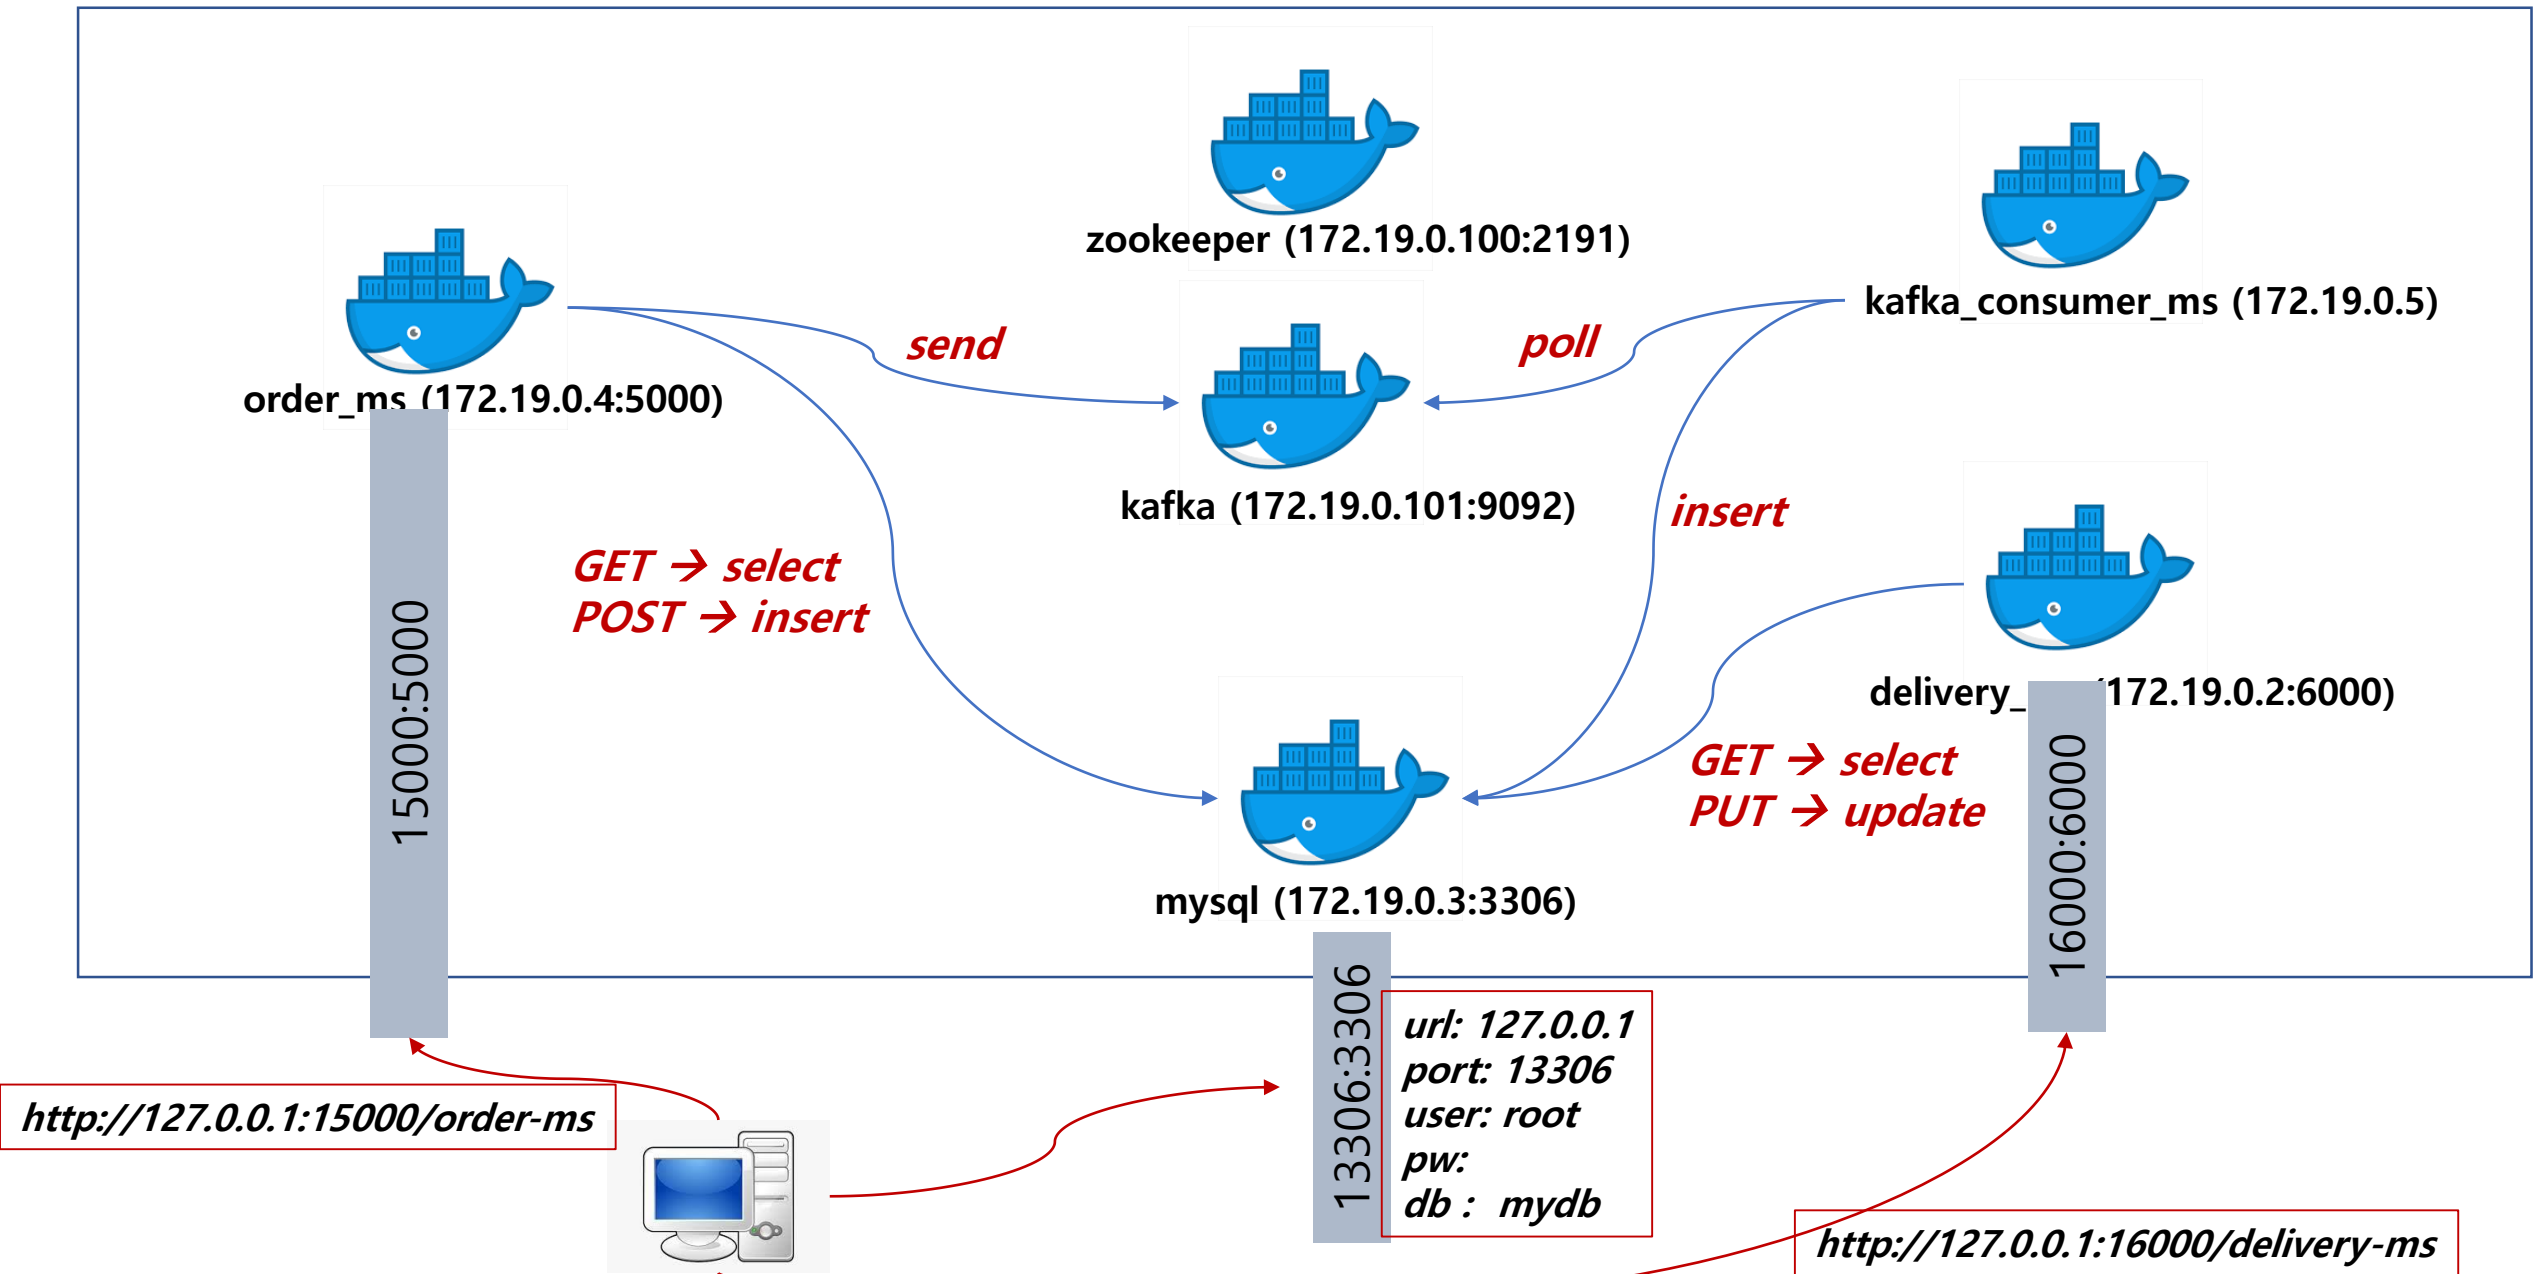 zookeeper (172.19.0.100:2191)
kafka_consumer_ms (172.19.0.5)
send
poll
order_ms (172.19.0.4:5000)
kafka (172.19.0.101:9092)
insert
GET → select
POST → insert
15000:5000
delivery_ (172.19.0.2:6000)
GET → select
PUT → update
16000:6000
mysql (172.19.0.3:3306)
13306:3306
url: 127.0.0.1
port: 13306
user: root
pw:
db : mydb
http://127.0.0.1:15000/order-ms
http://127.0.0.1:16000/delivery-ms